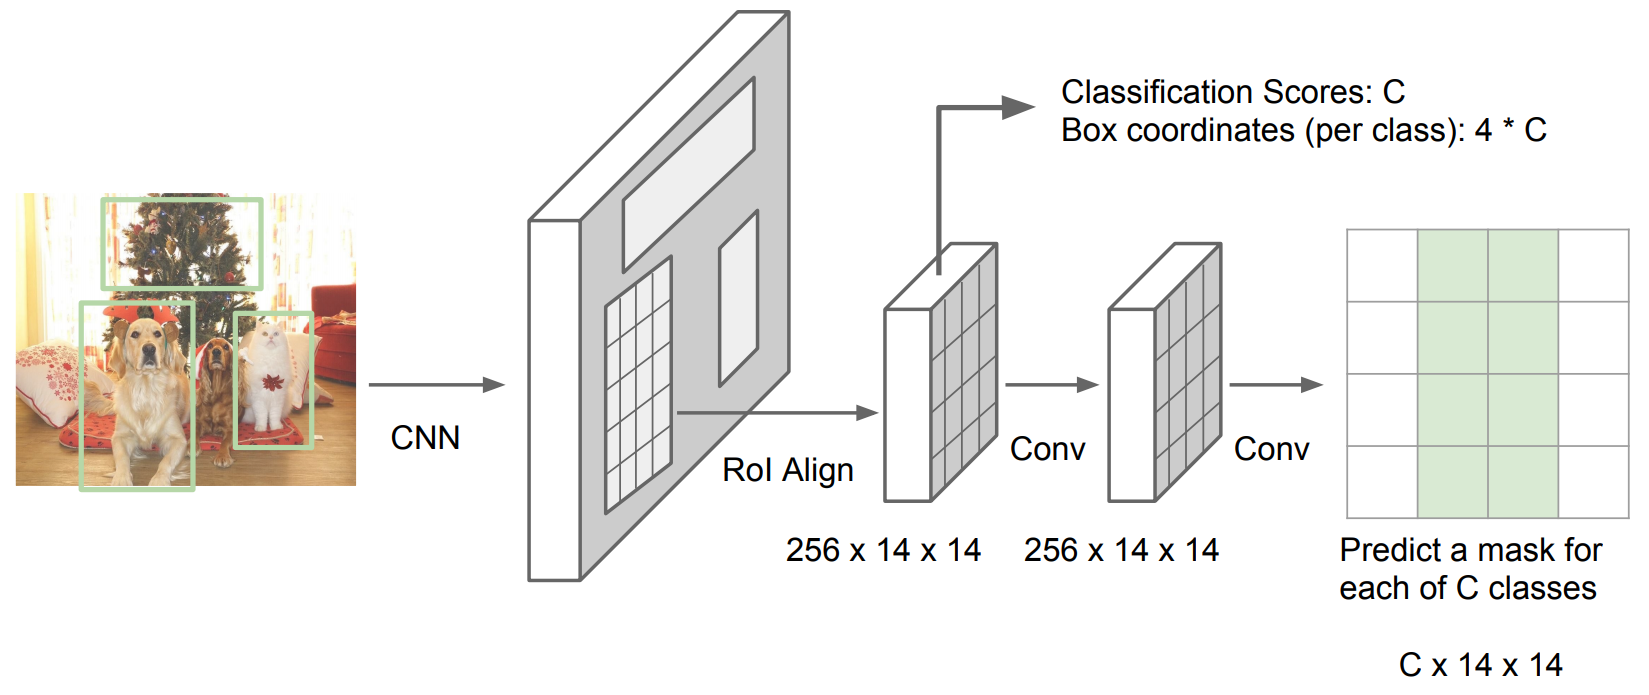 Classification Scores: C
Box coordinates (per class): 4 * C
CNN
RoI Align
Conv
Conv
256 x 14 x 14
256 x 14 x 14
Predict a mask for
each of C classes
C x 14 x 14